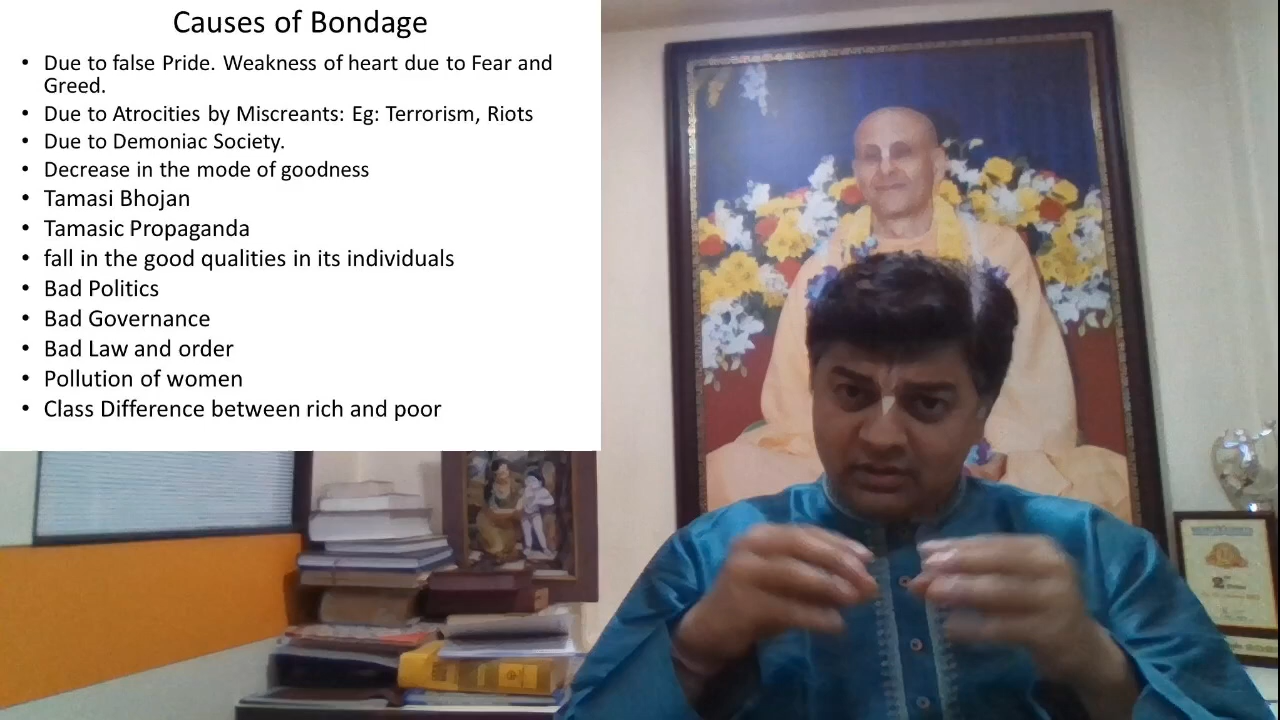 Causes of Bondage
• Due to false Pride. Weakness of heart due to Fear and
Greed.
• Due to Atrocities by Miscreants: Eg: Terrorism, Riots
• Due to Demoniac Society.
• Decrease in the mode of goodness
• Tamasi Bhojan
• Tamasic Propaganda
• fall in the good qualities in its individuals
• Bad Politics
• Bad Governance
• Bad Law and order
• Pollution of women
• Class Difference between rich and poor